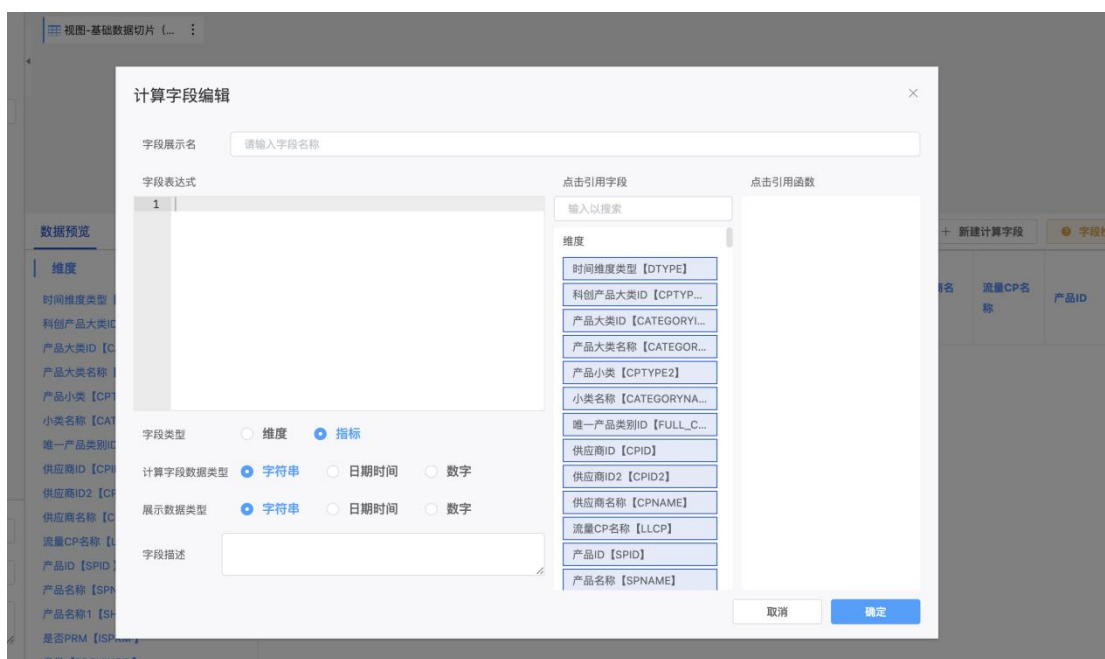 视图-基础数据切片（...
计算字段编辑
字段展示名
请输入字段名称
字段表达式
点击引用字段
点击引用函数
1
输入以搜索
维度
时间维度类型【DTYPE】
科创产品大类ID【CPTYP...
产品大类ID【CATEGORYI...
产品大类名称【CATEGOR...
产品小类【CPTYPE2】
小类名称【CATEGORYNA...
唯一产品类别ID【FULL_C...
供应商ID【CPID】
供应商ID2【CPID2】
供应商名称【CPNAME】
流量CP名称【LLCP】
产品ID【SPID】
产品名称【SPNAME】
字段类型
维度
指标
计算字段数据类型
字符串
日期时间
数字
展示数据类型
字符串
日期时间
数字
字段描述
取消
确定
数据预览
维度
时间维度类型
科创产品大类ID
产品大类ID【C
产品大类名称
产品小类【CPT
小类名称【CAT
唯一产品类别ID
供应商ID【CPI
供应商ID2【CP
供应商名称【C
流量CP名称【L
产品ID【SPID
产品名称【SPN
产品名称1【SH
是否PRM【ISPRM】
+ 新建计算字段
字段
名
流量CP名
称
产品ID